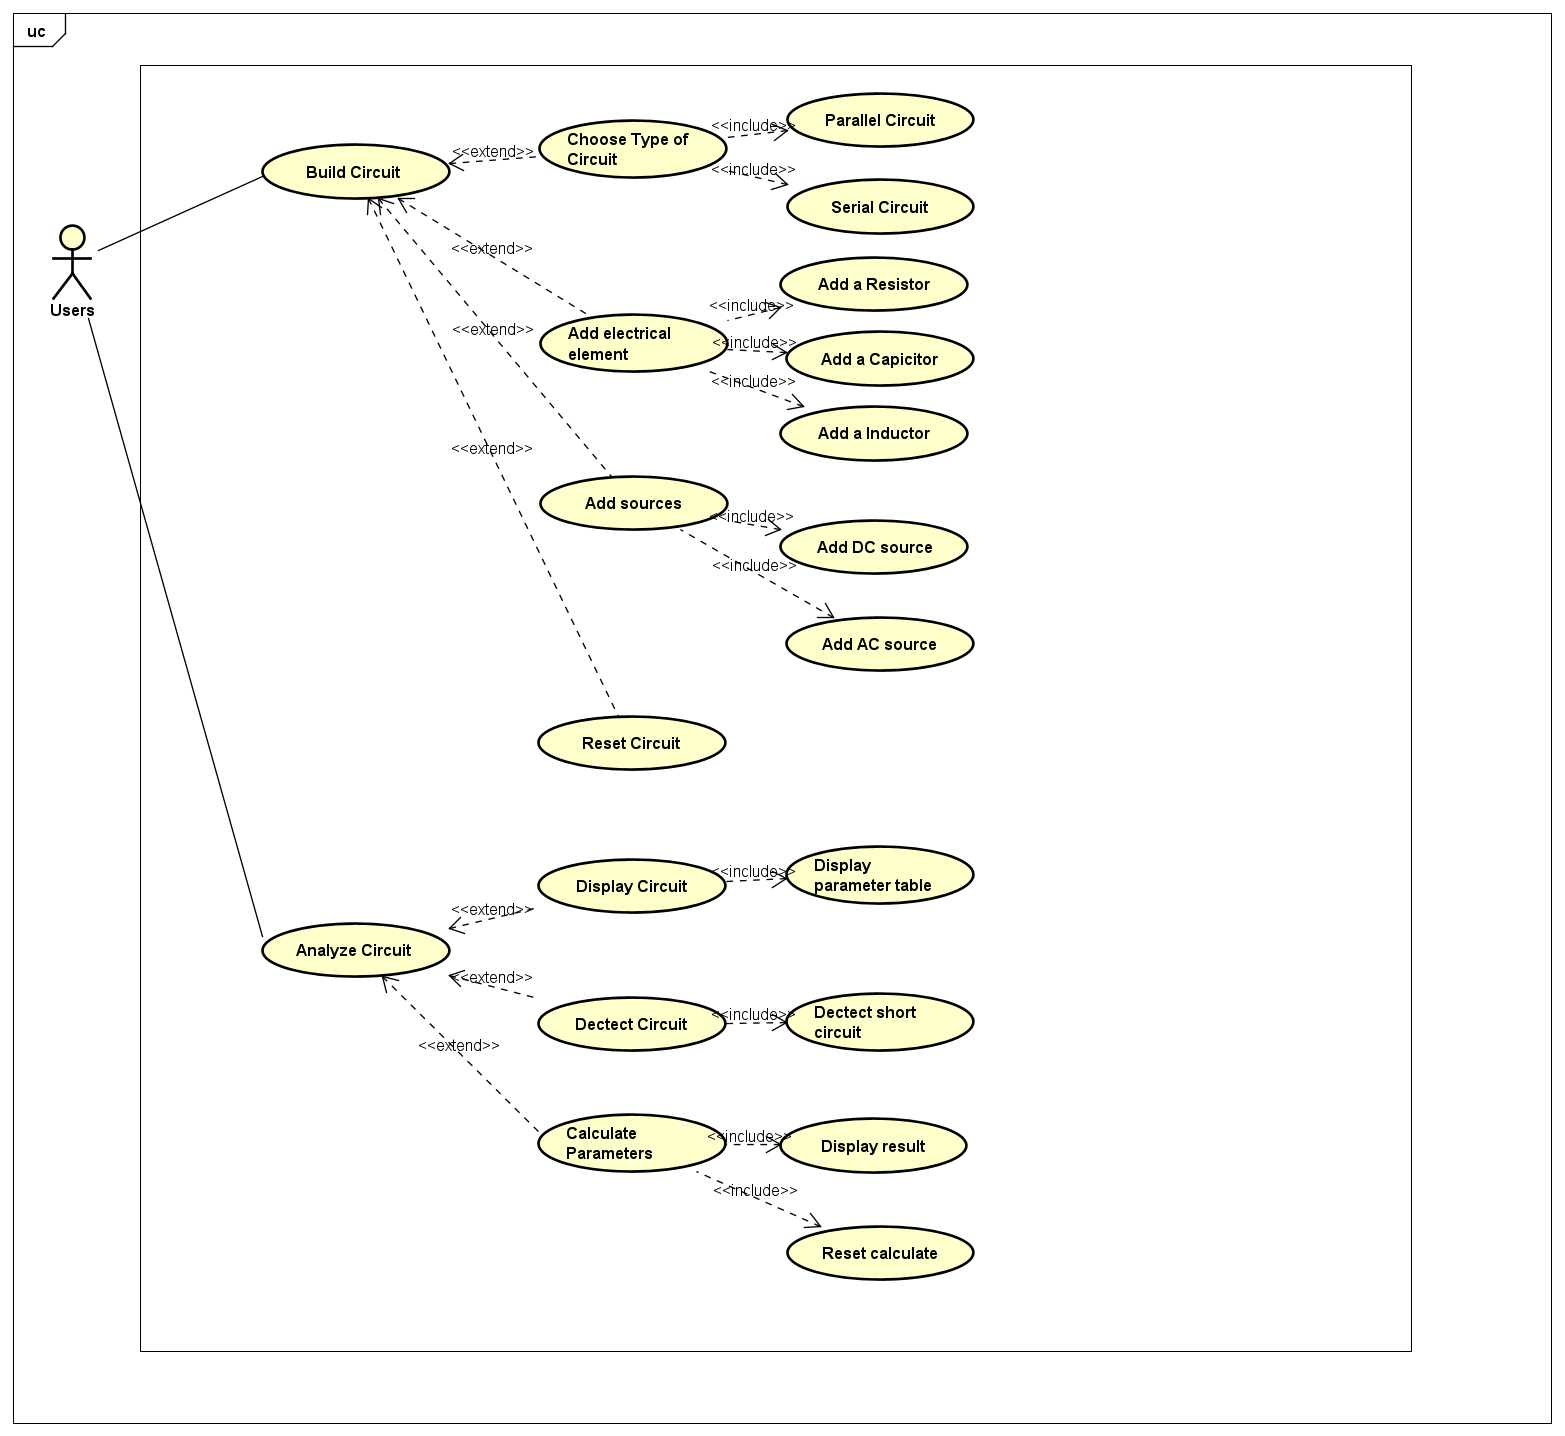 uc
Parallel Circuit
<<include>>
Choose Type of
Circuit
<<extend>>
Build Circuit
<<include>>
Serial Circuit
<<extend>>
Add a Resistor
<<include>>
Users
<<extend>>
Add electrical
element
<<include>>
Add a Capicitor
<<include>>
Add a Inductor
<<extend>>
Add sources
<<include>>
Add DC source
<<include>>
Add AC source
Reset Circuit
Display
parameter table
<<include>>
Display Circuit
<<extend>>
Analyze Circuit
<<extend>>
Dectect Circuit
<<include>>
Dectect short
circuit
<<extend>>
Calculate
Parameters
<<include>>
Display result
<<include>>
Reset calculate